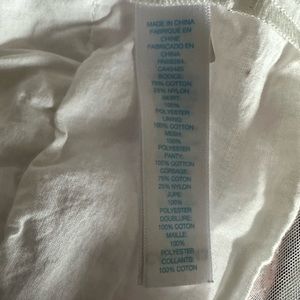 MADE IN CHINA
FABRIQUE EN
CHINE
FABRICADO EN
CHINA
BODICE:
75% COTTON
25% NYLON
SKIRT:
100%
POLYESTER
LINING:
100% COTTON
MESH:
100%
POLYESTER
PANTY:
100% COTTON
CORSAGE:
75% COTON
25% NYLON
JUPE:
100%
POLYESTER
DOUBLURE:
100% COTON
MAILLE:
100%
POLYESTER
COLLANTS:
100% COTON